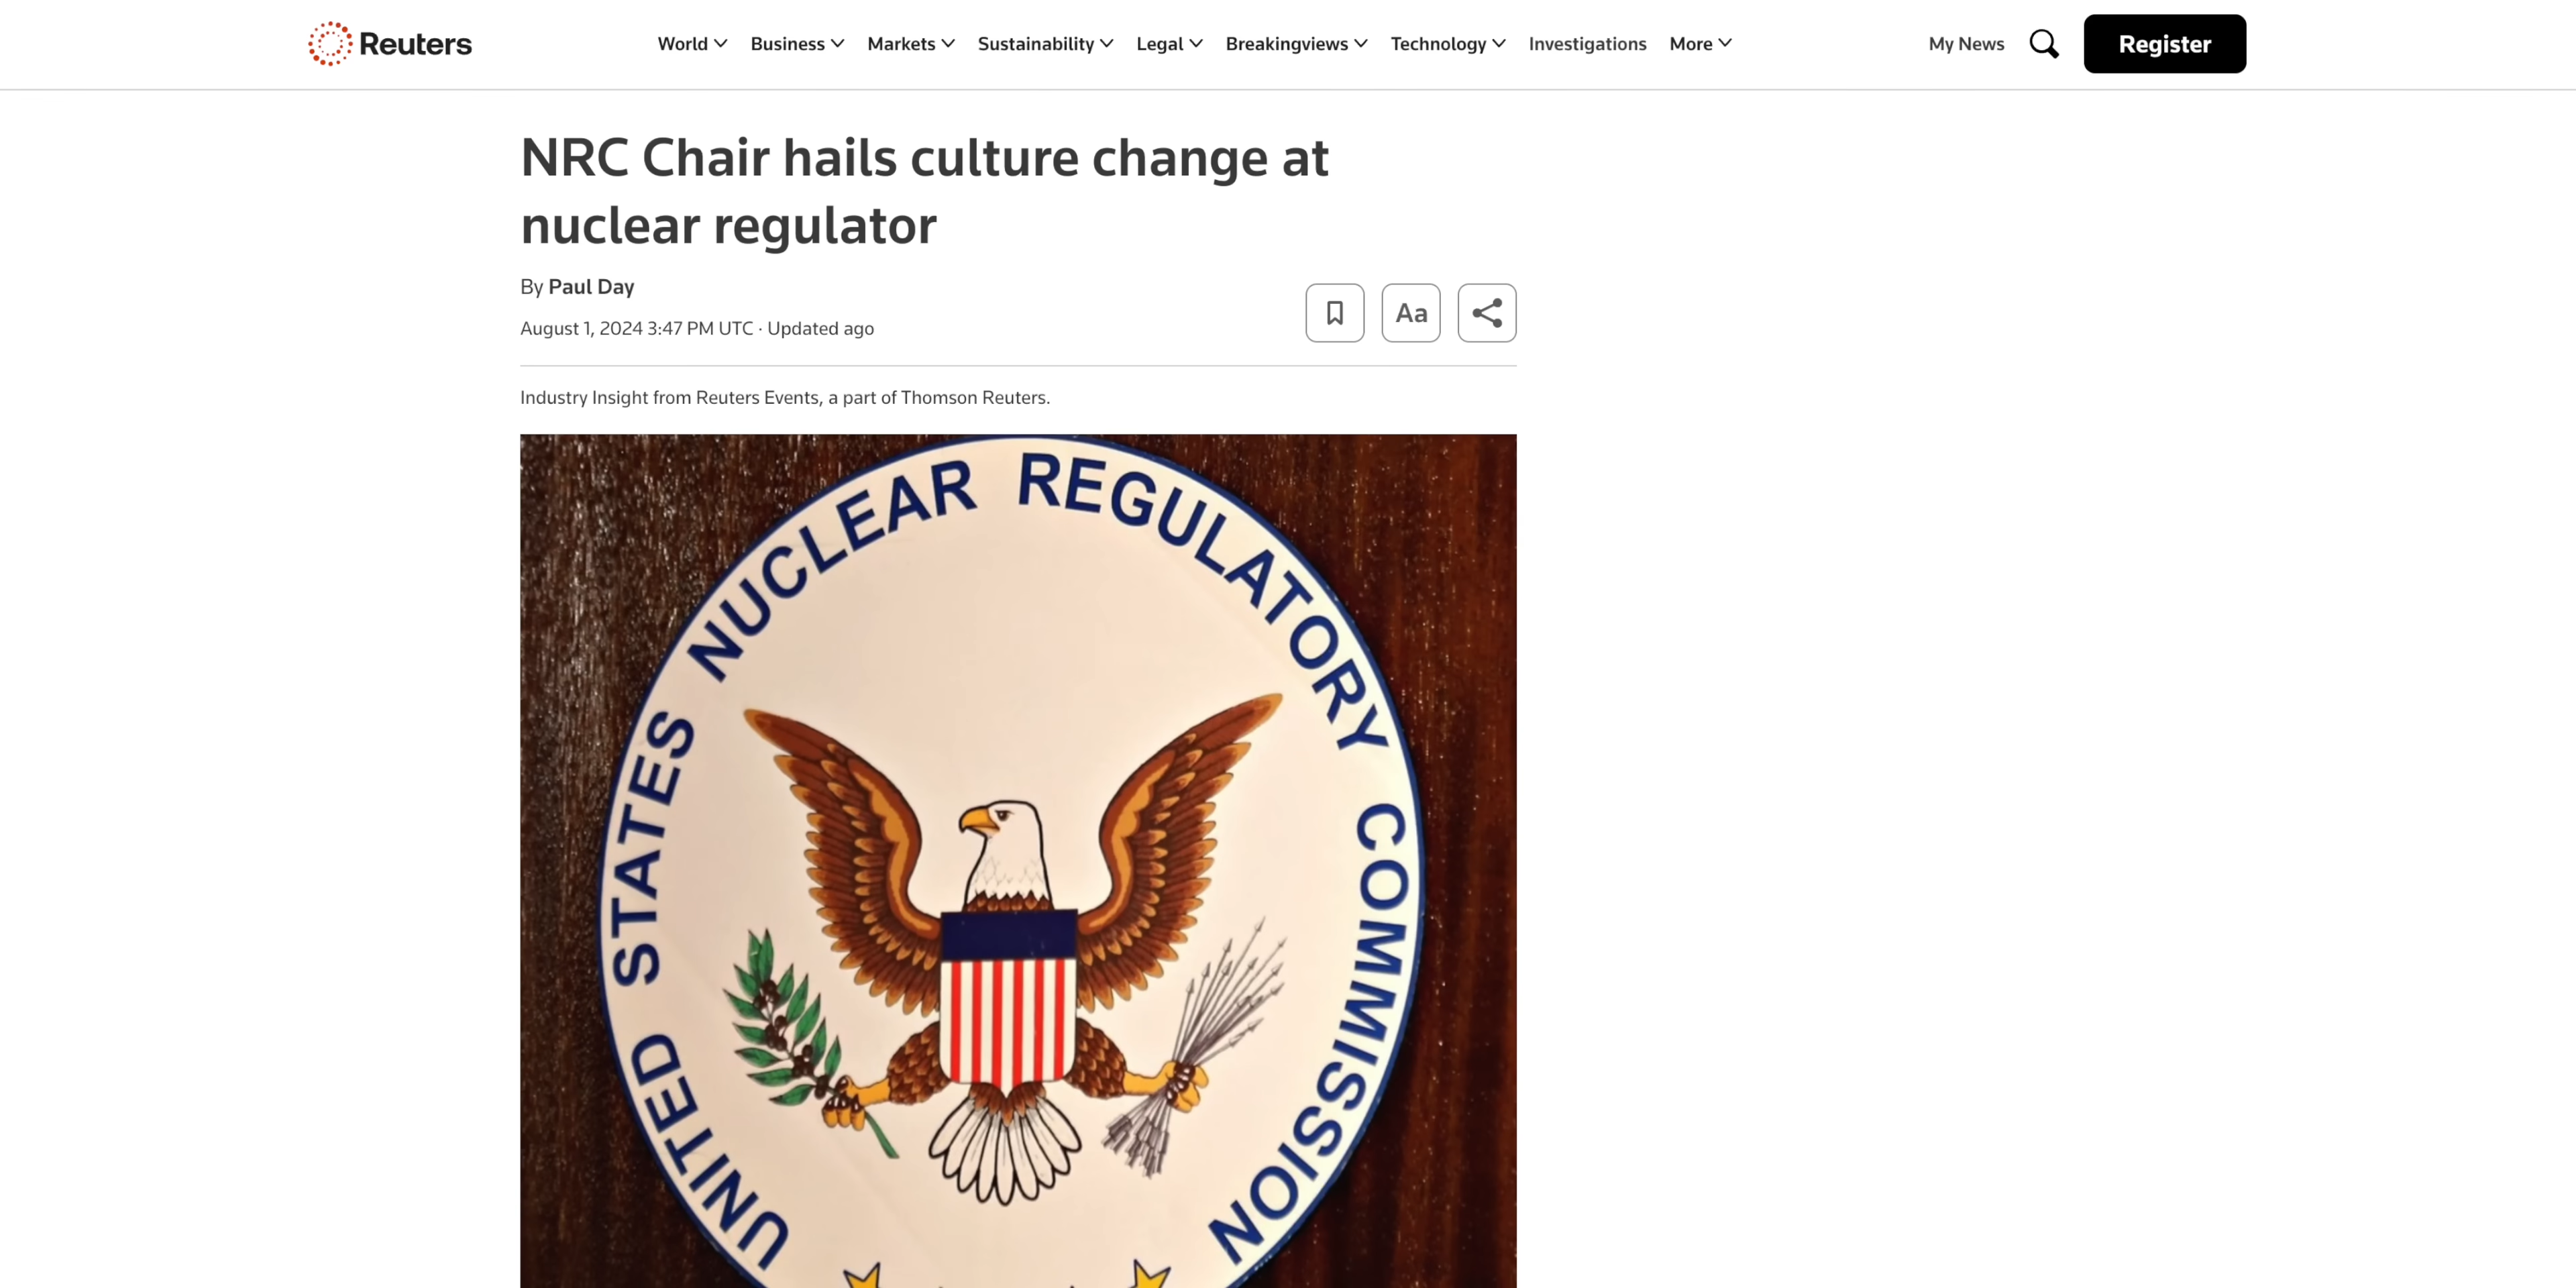 Reuters
World
Business
Markets
Sustainability
Legal
Breakingviews
Technology
Investigations
More
My News
Register
NRC Chair hails culture change at
nuclear regulator
By Paul Day
August 1, 2024 3:47 PM UTC · Updated ago
Aa
Industry Insight from Reuters Events, a part of Thomson Reuters.
UNITED STATES NUCLEAR REGULATORY COMMISSION